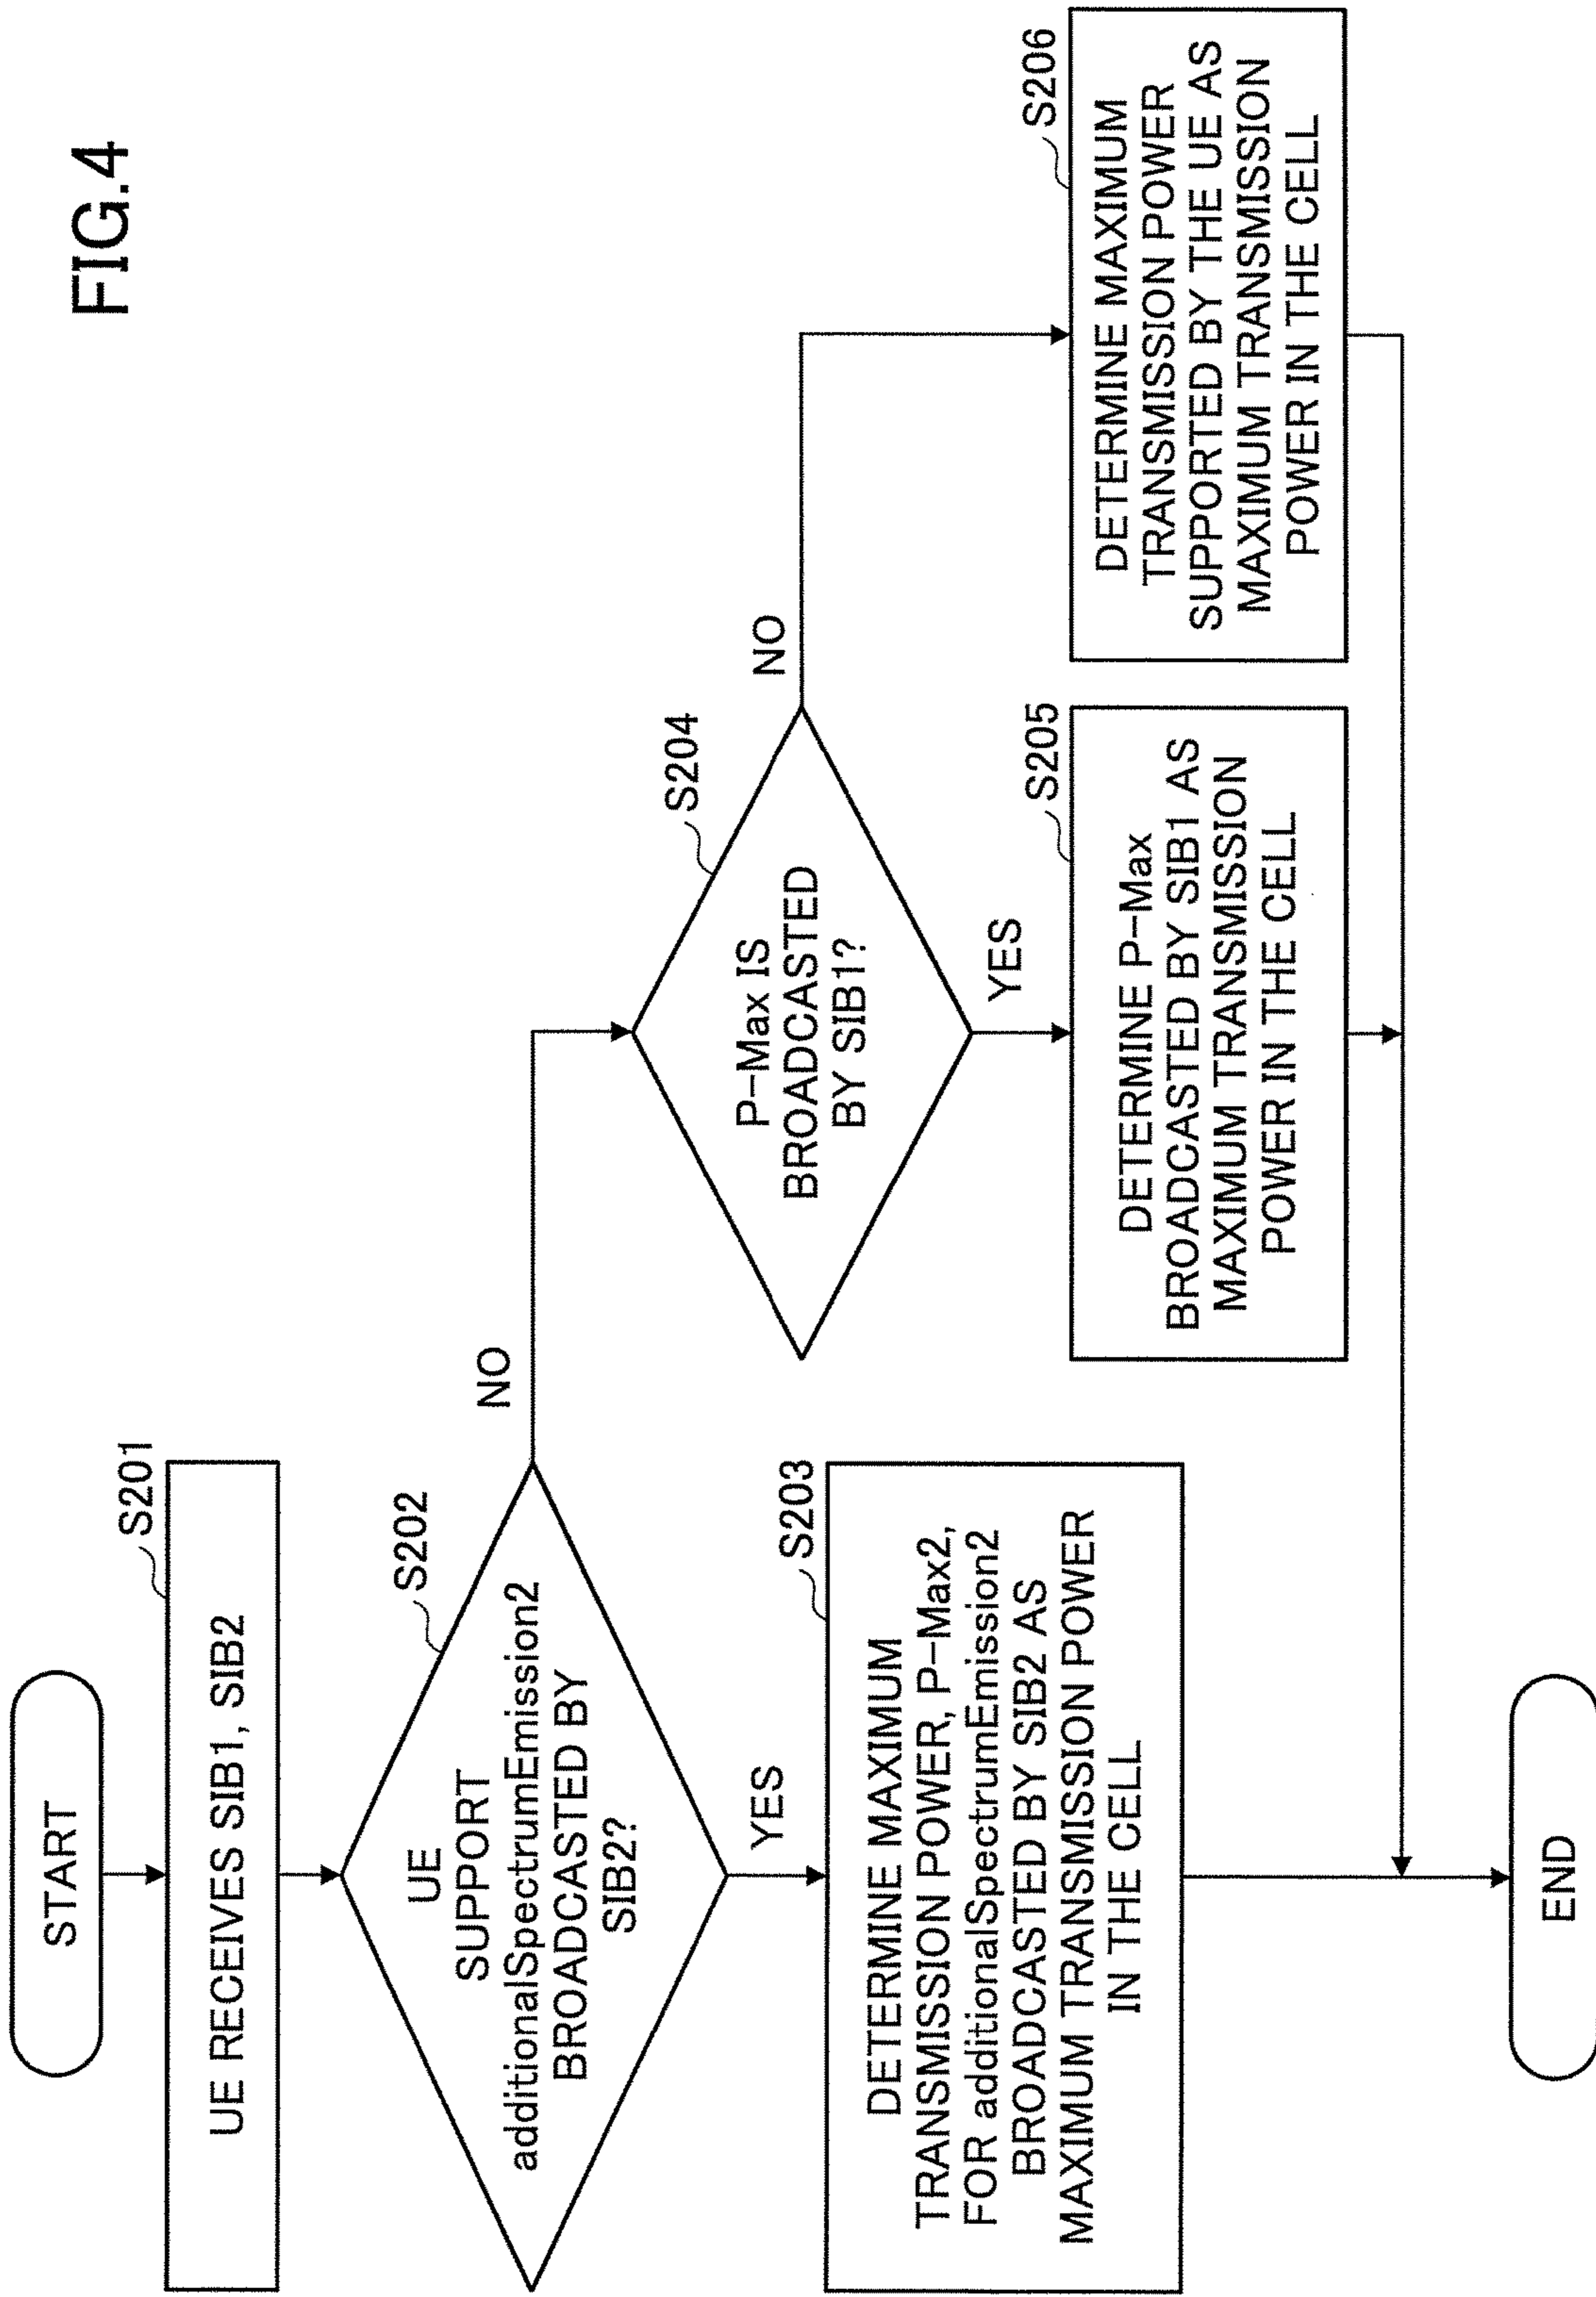 FIG.4
START
S201
UE RECEIVES SIB1, SIB2
S202
UE
SUPPORT
additionalSpectrumEmission2
BROADCASTED BY
SIB2?
NO
YES
S203
DETERMINE MAXIMUM
TRANSMISSION POWER, P-Max2,
FOR additionalSpectrumEmission2
BROADCASTED BY SIB2 AS
MAXIMUM TRANSMISSION POWER
IN THE CELL
S204
P-Max IS
BROADCASTED
BY SIB1?
NO
YES
S205
DETERMINE P-Max
BROADCASTED BY SIB1 AS
MAXIMUM TRANSMISSION
POWER IN THE CELL
S206
DETERMINE MAXIMUM
TRANSMISSION POWER
SUPPORTED BY THE UE AS
MAXIMUM TRANSMISSION
POWER IN THE CELL
END